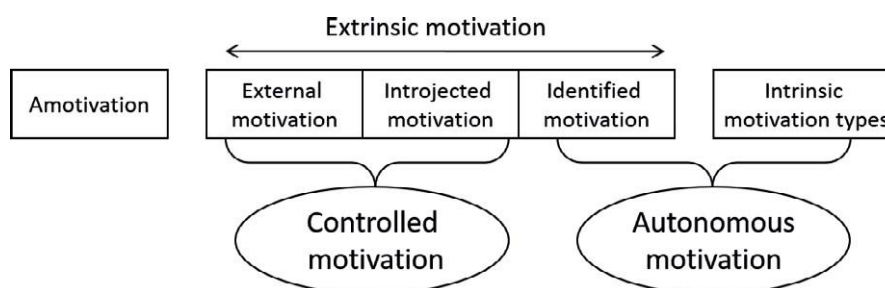 Extrinsic motivation
Amotivation
External
motivation
Introjected
motivation
Identified
motivation
Intrinsic
motivation types
Controlled
motivation
Autonomous
motivation